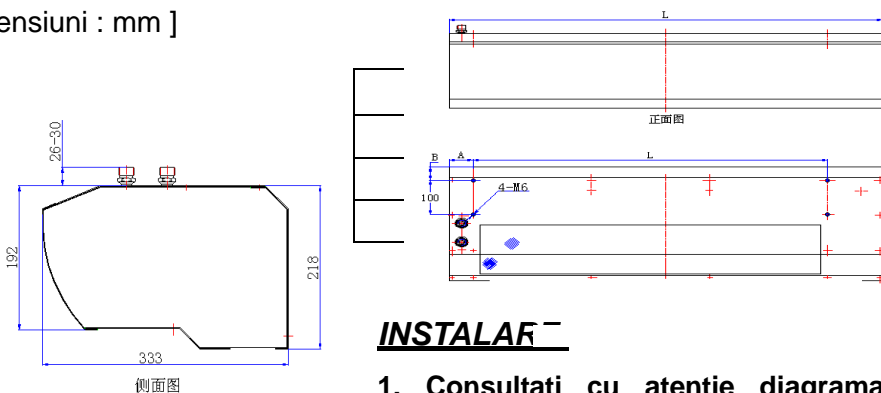 ensiuni : mm ]
L
正面图
B A L
4-M6
100
26-30
192
218
333
侧面图
1. Consultati cu atentie diagrama